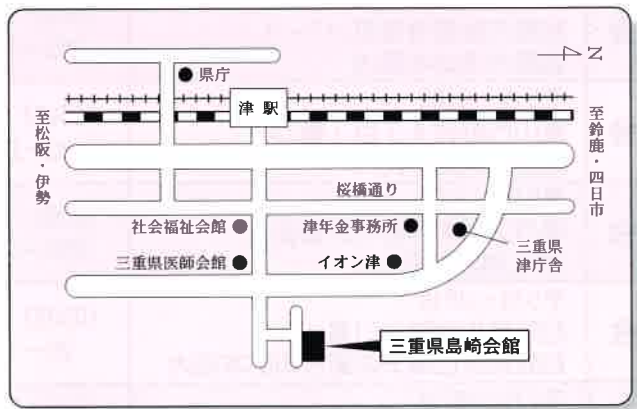 県庁
N
津駅
至松阪・伊勢
至鈴鹿・四日市
桜橋通り
社会福祉会館
津年金事務所
三重県
津庁舎
三重県医師会館
イオン津
三重県島崎会館